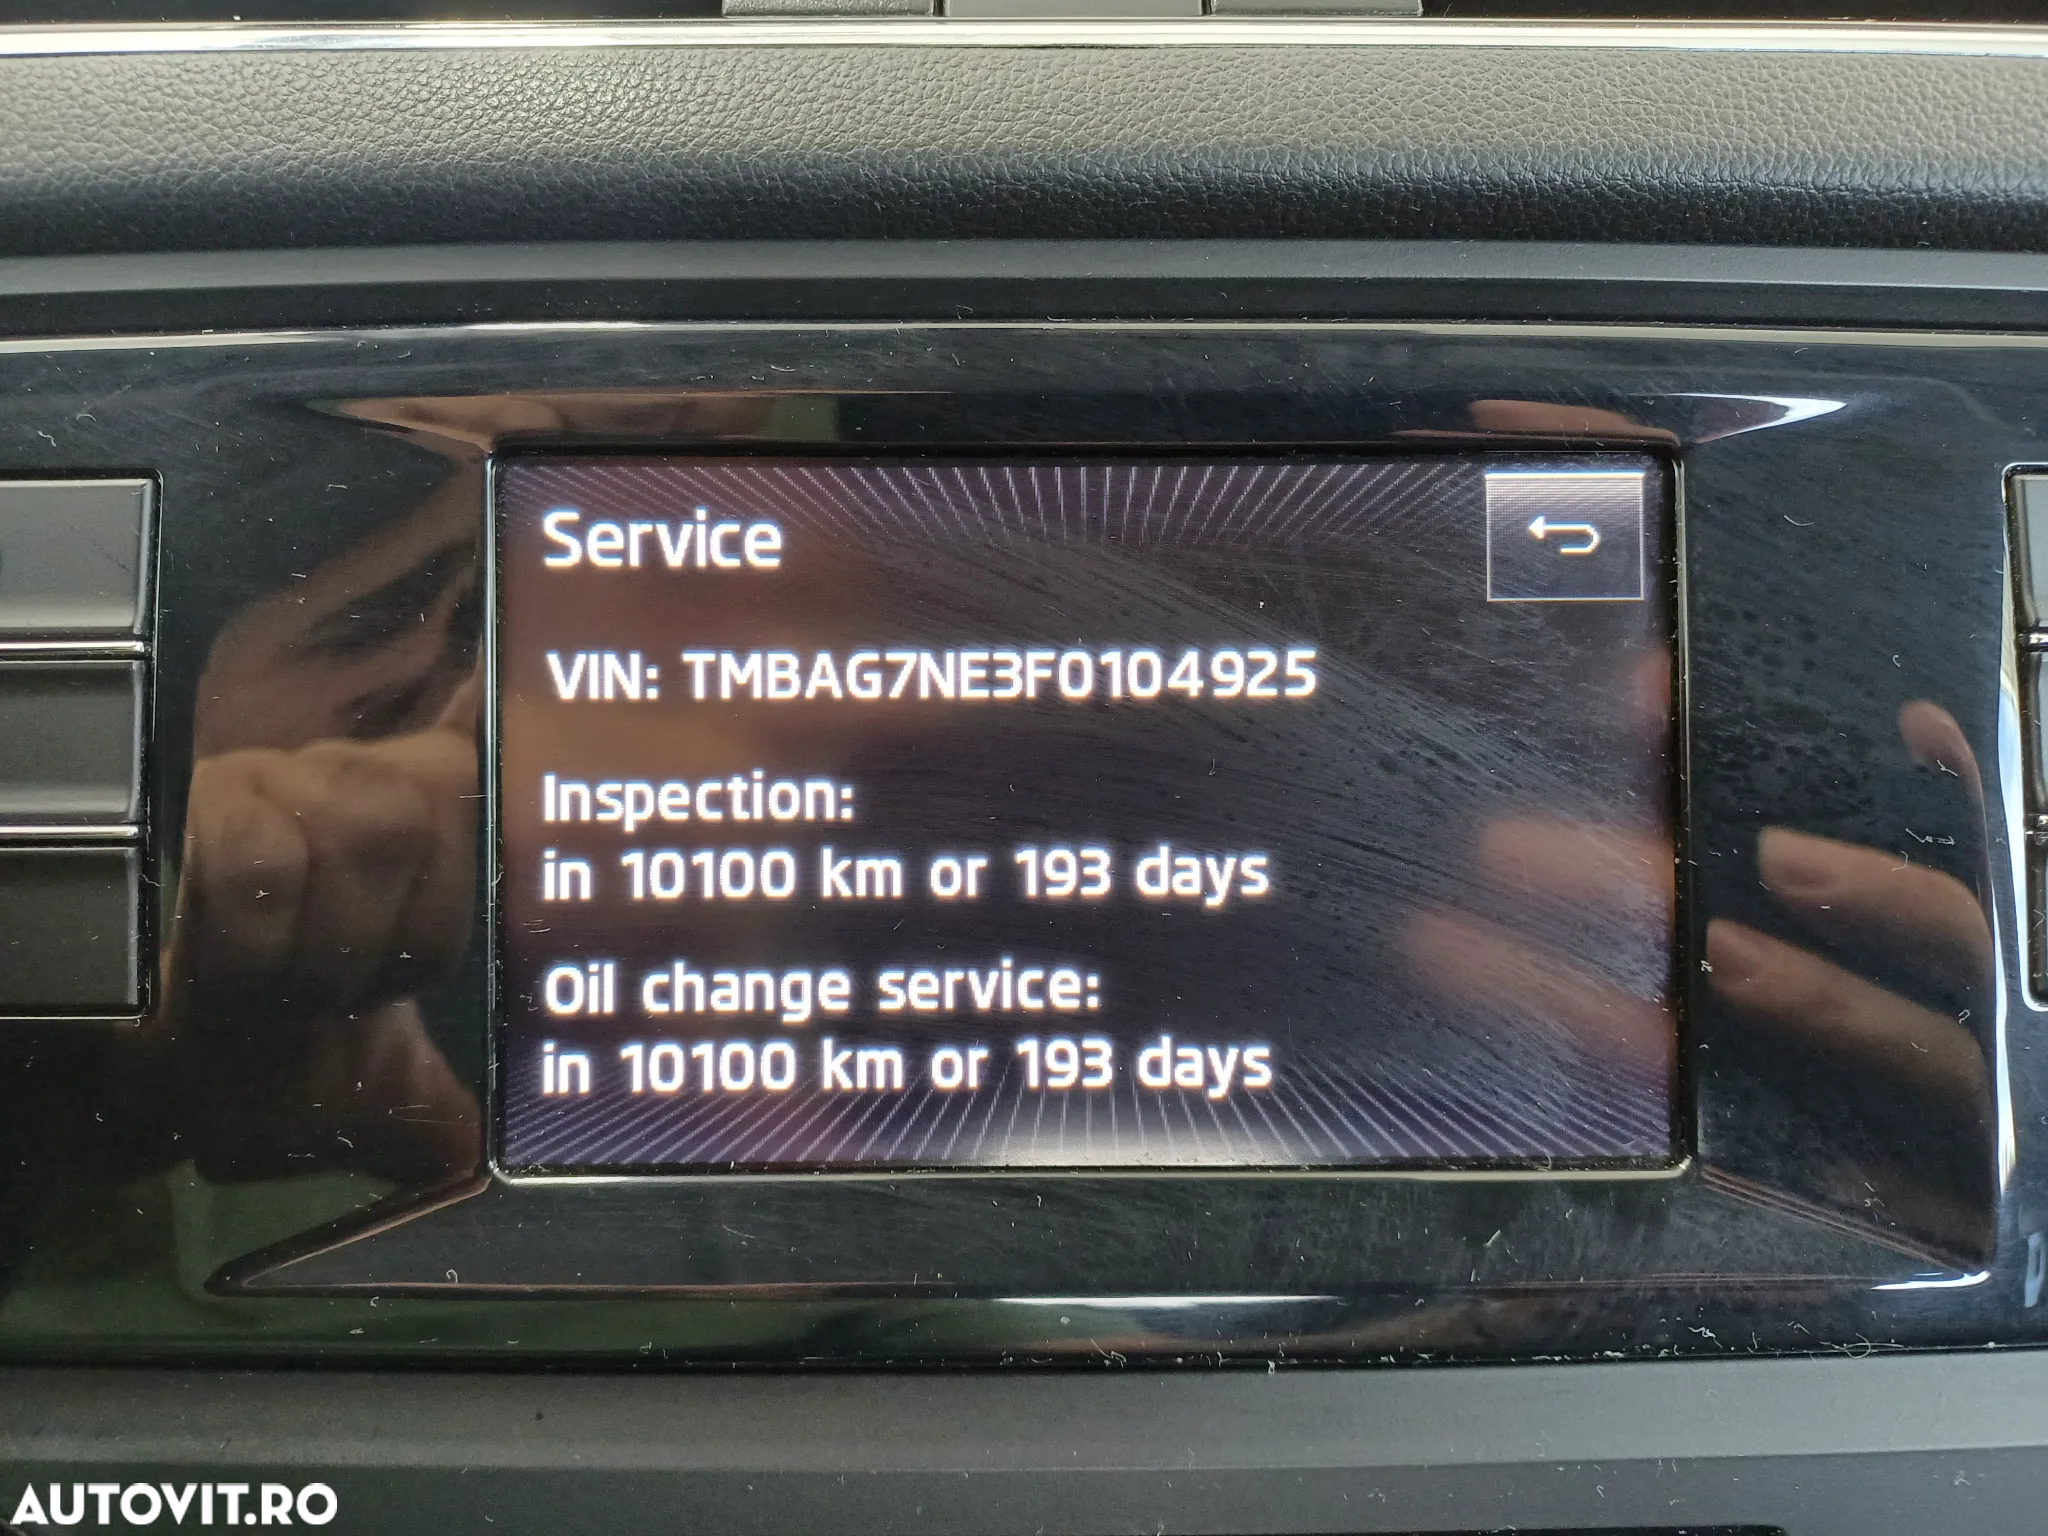 Service
VIN: TMBAG7NE3F0104925
Inspection:
in 10100 km or 193 days
Oil change service:
in 10100 km or 193 days
AUTOVIT.RO